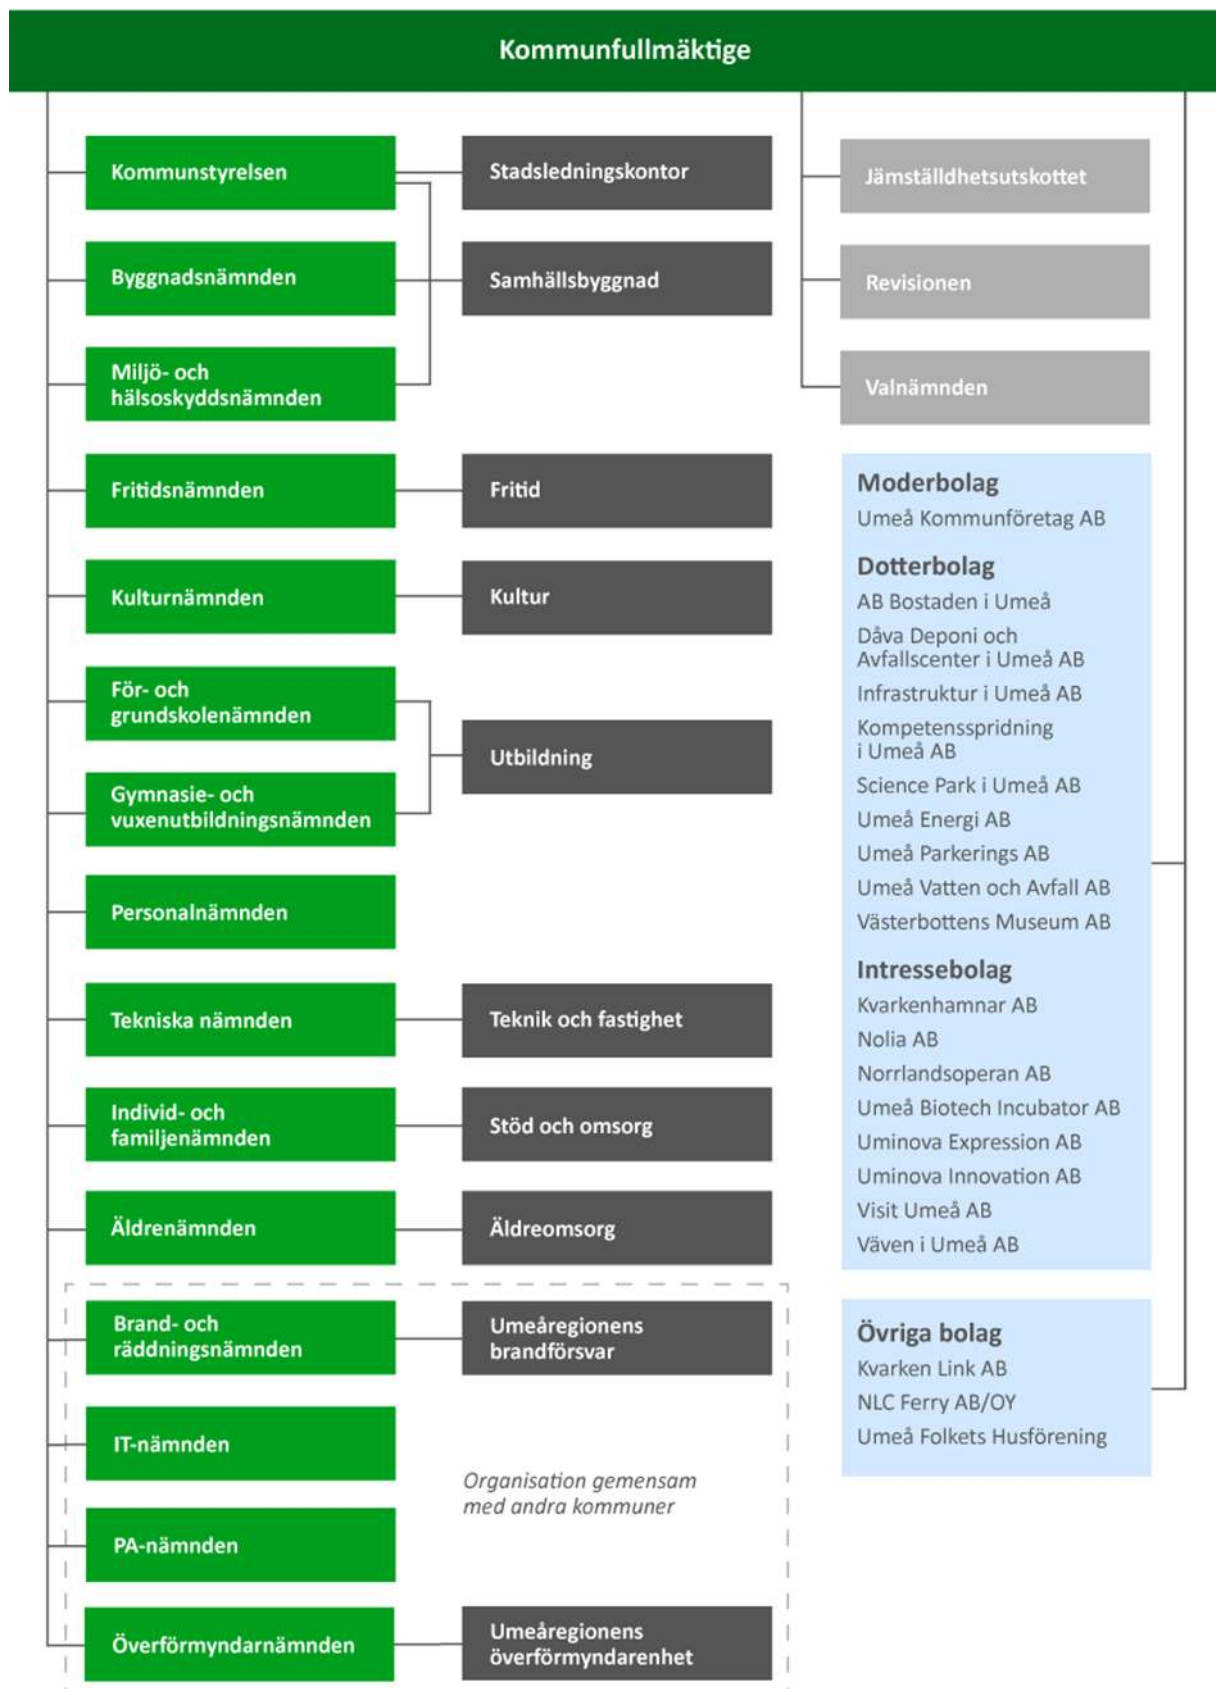 Kommunfullmäktige
Kommunstyrelsen
Stadsledningskontor
Byggnadsnämnden
Samhällsbyggnad
Miljö- och
hälsoskyddsnämnden
Fritidsnämnden
Fritid
Kulturnämnden
Kultur
För- och
grundskolenämnden
Gymnasie- och
vuxenutbildningsnämnden
Utbildning
Personalnämnden
Tekniska nämnden
Teknik och fastighet
Individ- och
familjenämnden
Stöd och omsorg
Äldrenämnden
Äldreomsorg
Brand- och
räddningsnämnden
Umeåregionens
brandförsvar
IT-nämnden
Organisation gemensam
med andra kommuner
PA-nämnden
Överförmyndarnämnden
Umeåregionens
överförmyndarenhet
Jämställdhetsutskottet
Revisionen
Valnämnden
Moderbolag
Umeå Kommunföretag AB
Dotterbolag
AB Bostaden i Umeå
Dåva Deponi och
Avfallscenter i Umeå AB
Infrastruktur i Umeå AB
Kompetensspridning
i Umeå AB
Science Park i Umeå AB
Umeå Energi AB
Umeå Parkerings AB
Umeå Vatten och Avfall AB
Västerbottens Museum AB
Intressebolag
Kvarkenhamnar AB
Nolia AB
Norrlandsoperan AB
Umeå Biotech Incubator AB
Uminova Expression AB
Uminova Innovation AB
Visit Umeå AB
Väven i Umeå AB
Övriga bolag
Kvarken Link AB
NLC Ferry AB/OY
Umeå Folkets Husförening